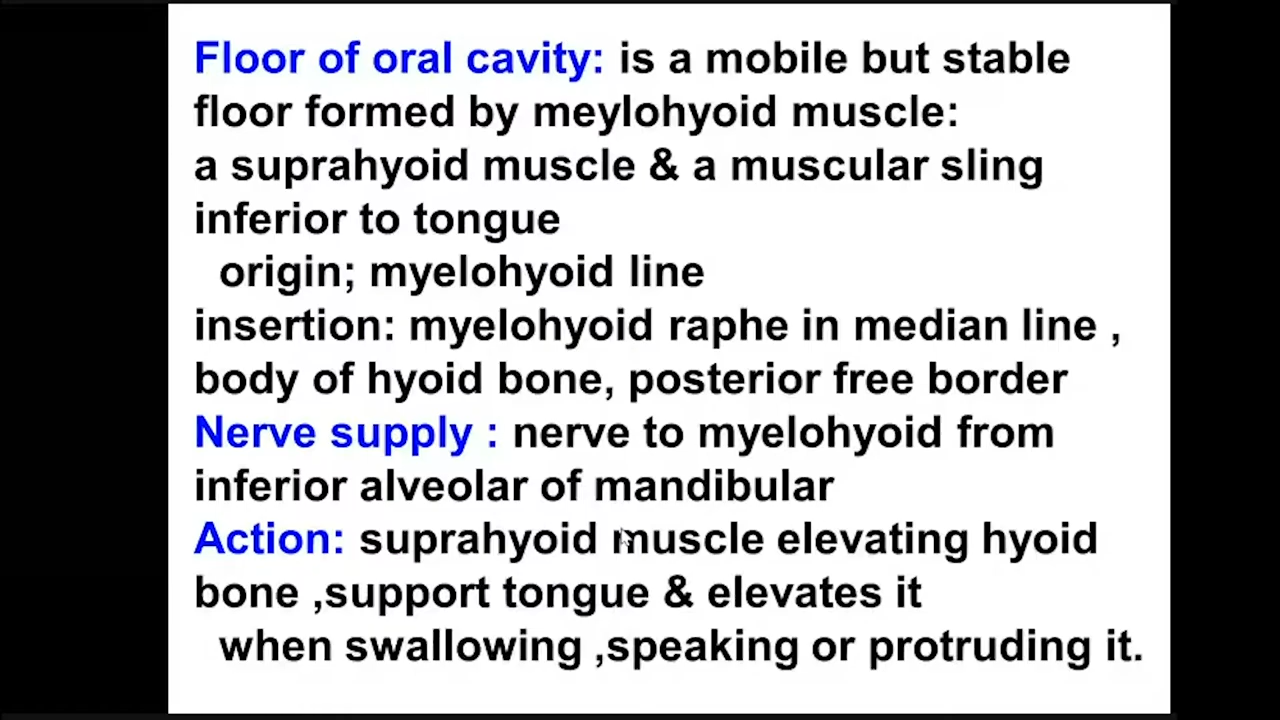 Floor of oral cavity: is a mobile but stable
floor formed by meylohyoid muscle:
a suprahyoid muscle & a muscular sling
inferior to tongue
origin; myelohyoid line
insertion: myelohyoid raphe in median line ,
body of hyoid bone, posterior free border
Nerve supply : nerve to myelohyoid from
inferior alveolar of mandibular
Action: suprahyoid muscle elevating hyoid
bone ,support tongue & elevates it
when swallowing ,speaking or protruding it.